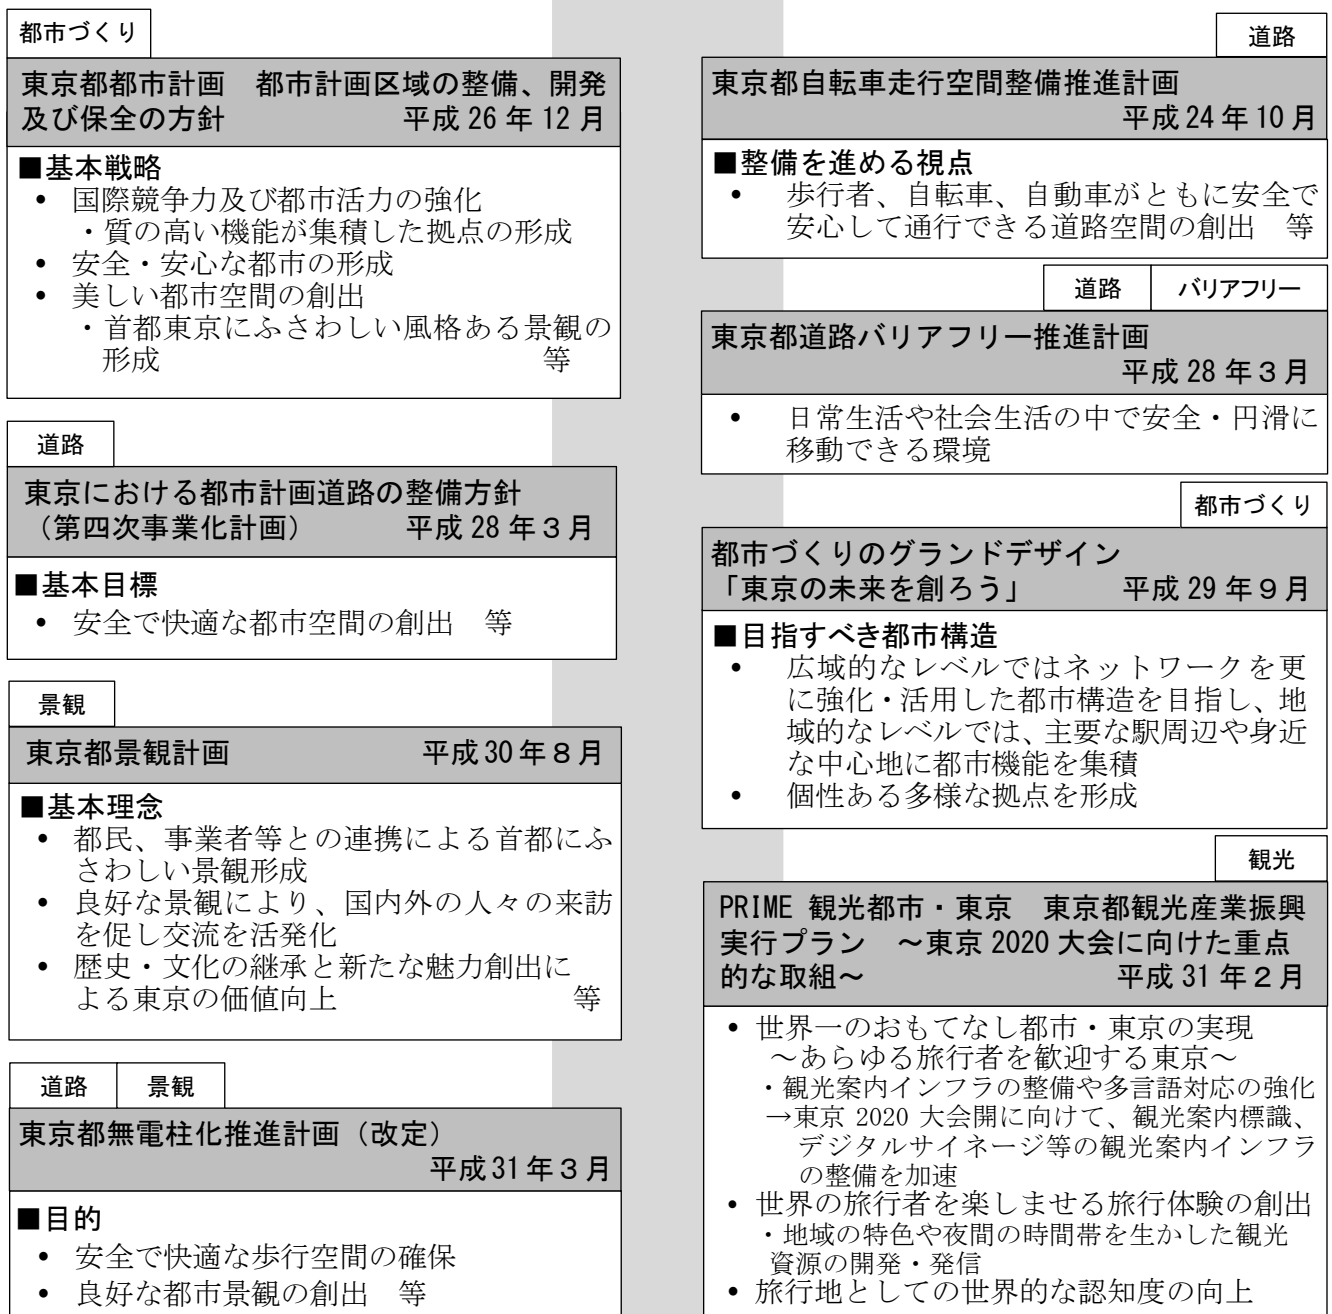 都市づくり
東京都都市計画　都市計画区域の整備、開発
及び保全の方針　平成 26 年 12 月
■基本戦略
• 国際競争力及び都市活力の強化
・質の高い機能が集積した拠点の形成
• 安全・安心な都市の形成
• 美しい都市空間の創出
・首都東京にふさわしい風格ある景観の
形成　等
道路
東京における都市計画道路の整備方針
（第四次事業化計画）　平成 28 年３月
■基本目標
• 安全で快適な都市空間の創出　等
景観
東京都景観計画　平成 30 年８月
■基本理念
• 都民、事業者等との連携による首都にふ
さわしい景観形成
• 良好な景観により、国内外の人々の来訪
を促し交流を活発化
• 歴史・文化の継承と新たな魅力創出に
よる東京の価値向上　等
道路　景観
東京都無電柱化推進計画（改定）
平成 31 年３月
■目的
• 安全で快適な歩行空間の確保
• 良好な都市景観の創出　等
道路
東京都自転車走行空間整備推進計画
平成 24 年 10 月
■整備を進める視点
• 歩行者、自転車、自動車がともに安全で
安心して通行できる道路空間の創出　等
道路　バリアフリー
東京都道路バリアフリー推進計画
平成 28 年３月
• 日常生活や社会生活の中で安全・円滑に
移動できる環境
都市づくり
都市づくりのグランドデザイン
「東京の未来を創ろう」　平成 29 年９月
■目指すべき都市構造
• 広域的なレベルではネットワークを更
に強化・活用した都市構造を目指し、地
域的なレベルでは、主要な駅周辺や身近
な中心地に都市機能を集積
• 個性ある多様な拠点を形成
観光
PRIME 観光都市・東京　東京都観光産業振興
実行プラン　～東京 2020 大会に向けた重点
的な取組～　平成 31 年２月
• 世界一のおもてなし都市・東京の実現
～あらゆる旅行者を歓迎する東京～
・観光案内インフラの整備や多言語対応の強化
→東京 2020 大会開に向けて、観光案内標識、
デジタルサイネージ等の観光案内インフラ
の整備を加速
• 世界の旅行者を楽しませる旅行体験の創出
・地域の特色や夜間の時間帯を生かした観光
資源の開発・発信
• 旅行地としての世界的な認知度の向上